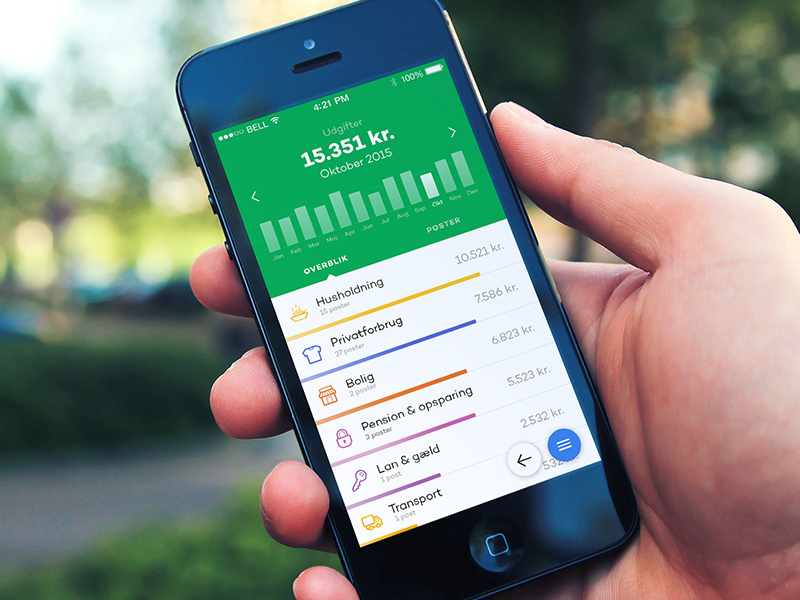 BELL 4:21 PM 100%
Udgifter
15.351 kr.
Oktober 2015
Jan Feb Mar Maj Apr Jun Jul Aug Sep Okt Nov Dec
OVERBLIK POSTER
Husholdning 10.521 kr.
15 poster
Privatforbrug 7.586 kr.
27 poster
Bolig 6.823 kr.
2 poster
Pension & opsparing 5.523 kr.
3 poster
Lan & gæld 2.532 kr.
1 post
Transport 532
1 post